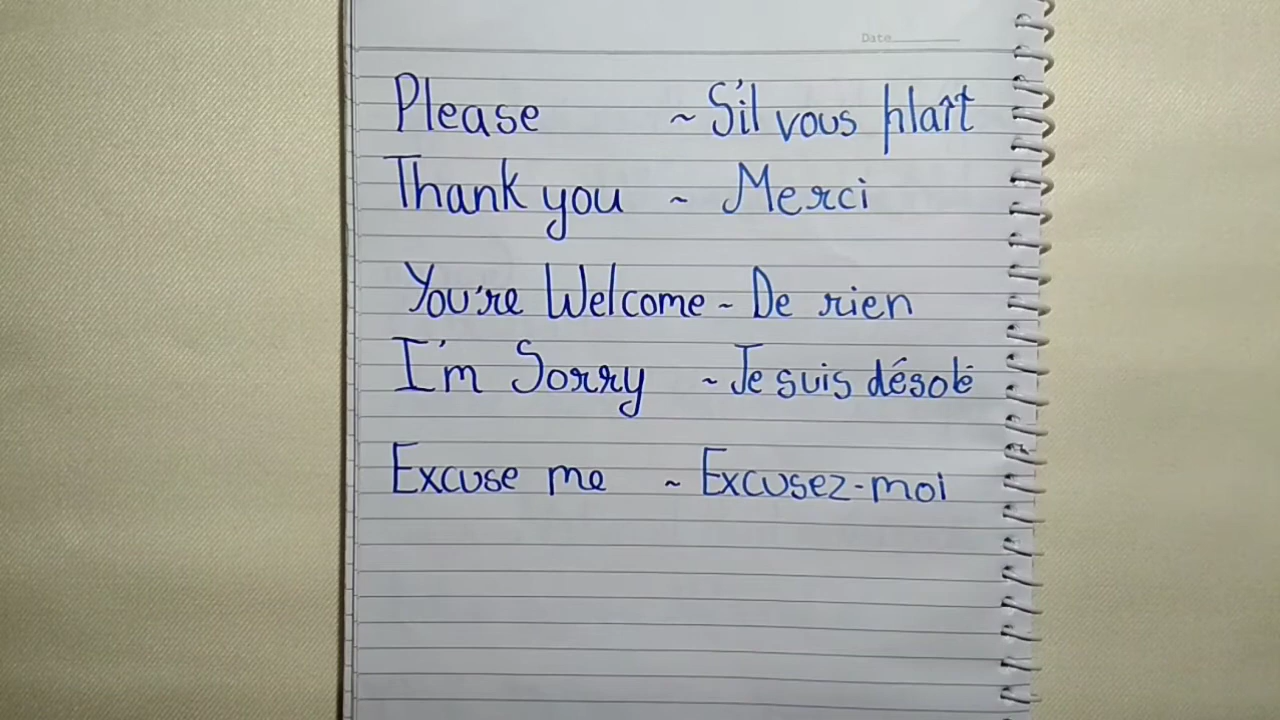 Date
Please ~ S'il vous plaît
Thank you ~ Merci
You're Welcome ~ De rien
I'm Sorry ~ Je suis désolé
Excuse me ~ Excusez-moi